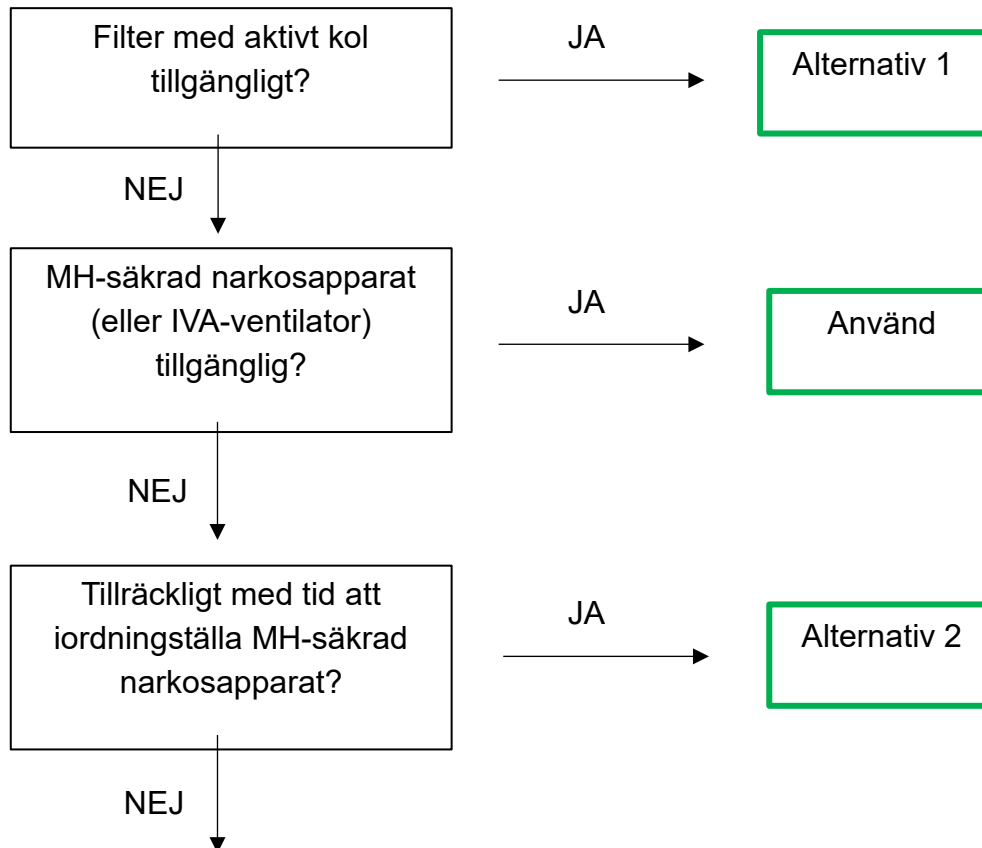 Filter med aktivt kol
tillgängligt?
JA
Alternativ 1
NEJ
MH-säkrad narkosapparat
(eller IVA-ventilator)
tillgänglig?
JA
Använd
NEJ
Tillräckligt med tid att
iordningställa MH-säkrad
narkosapparat?
JA
Alternativ 2
NEJ